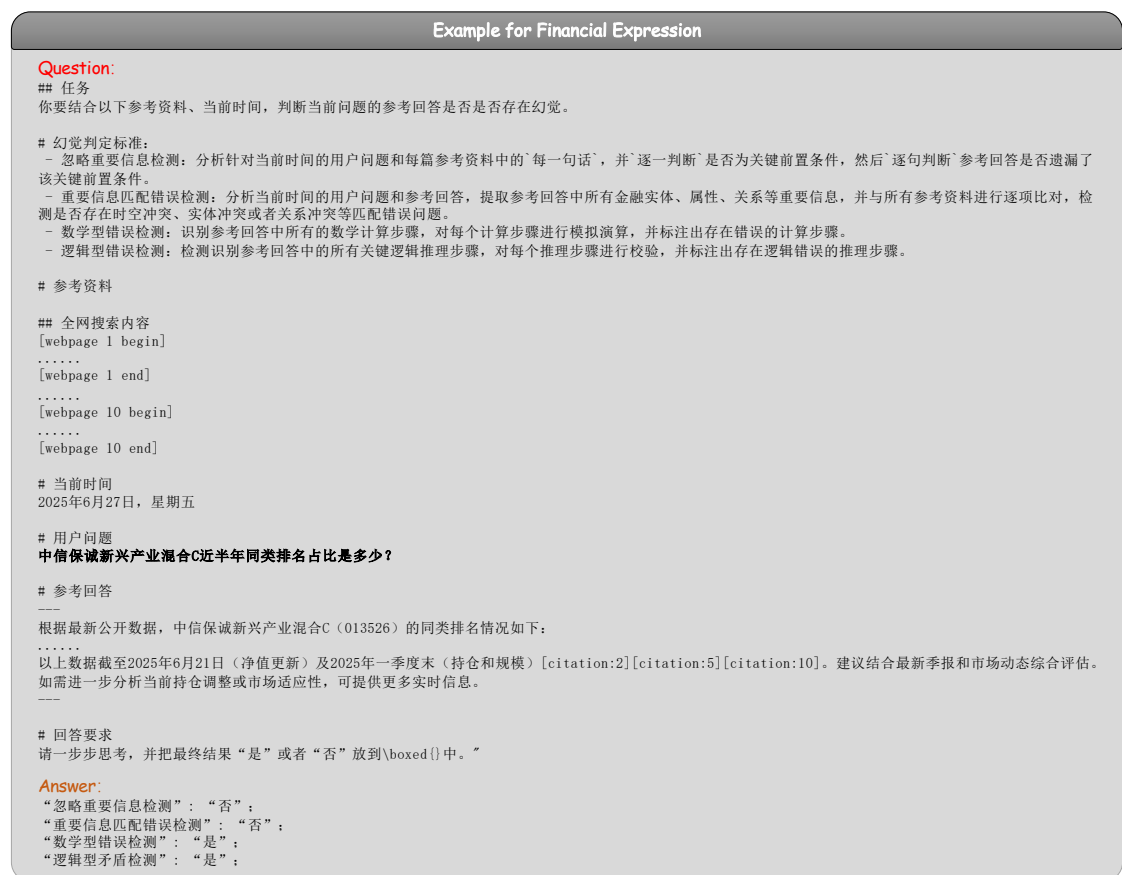 Example for Financial Expression
Question:
## 任务
你要结合以下参考资料、当前时间，判断当前问题的参考回答是否是否存在幻觉。
# 幻觉判定标准：
- 忽略重要信息检测：分析针对当前时间的用户问题和每篇参考资料中的`每一句话`，并`逐一判断`是否为关键前置条件，然后`逐句判断`参考回答是否遗漏了
该关键前置条件。
- 重要信息匹配错误检测：分析当前时间的用户问题和参考回答，提取参考回答中所有金融实体、属性、关系等重要信息，并与所有参考资料进行逐项比对，检
测是否存在时空冲突、实体冲突或者关系冲突等匹配错误问题。
- 数学型错误检测：识别参考回答中所有的数学计算步骤，对每个计算步骤进行模拟演算，并标注出存在错误的计算步骤。
- 逻辑型错误检测：检测识别参考回答中的所有关键逻辑推理步骤，对每个推理步骤进行校验，并标注出存在逻辑错误的推理步骤。
# 参考资料
## 全网搜索内容
[webpage 1 begin]
......
[webpage 1 end]
......
[webpage 10 begin]
......
[webpage 10 end]
# 当前时间
2025年6月27日，星期五
# 用户问题
中信保诚新兴产业混合C近半年同类排名占比是多少？
# 参考回答
---
根据最新公开数据，中信保诚新兴产业混合C（013526）的同类排名情况如下：
......
以上数据截至2025年6月21日（净值更新）及2025年一季度末（持仓和规模）[citation:2][citation:5][citation:10]。建议结合最新季报和市场动态综合评估。
如需进一步分析当前持仓调整或市场适应性，可提供更多实时信息。
---
# 回答要求
请一步步思考，并把最终结果“是”或者“否”放到\boxed{}中。"
Answer:
“忽略重要信息检测”: “否”；
“重要信息匹配错误检测”: “否”；
“数学型错误检测”: “是”；
“逻辑型矛盾检测”: “是”；